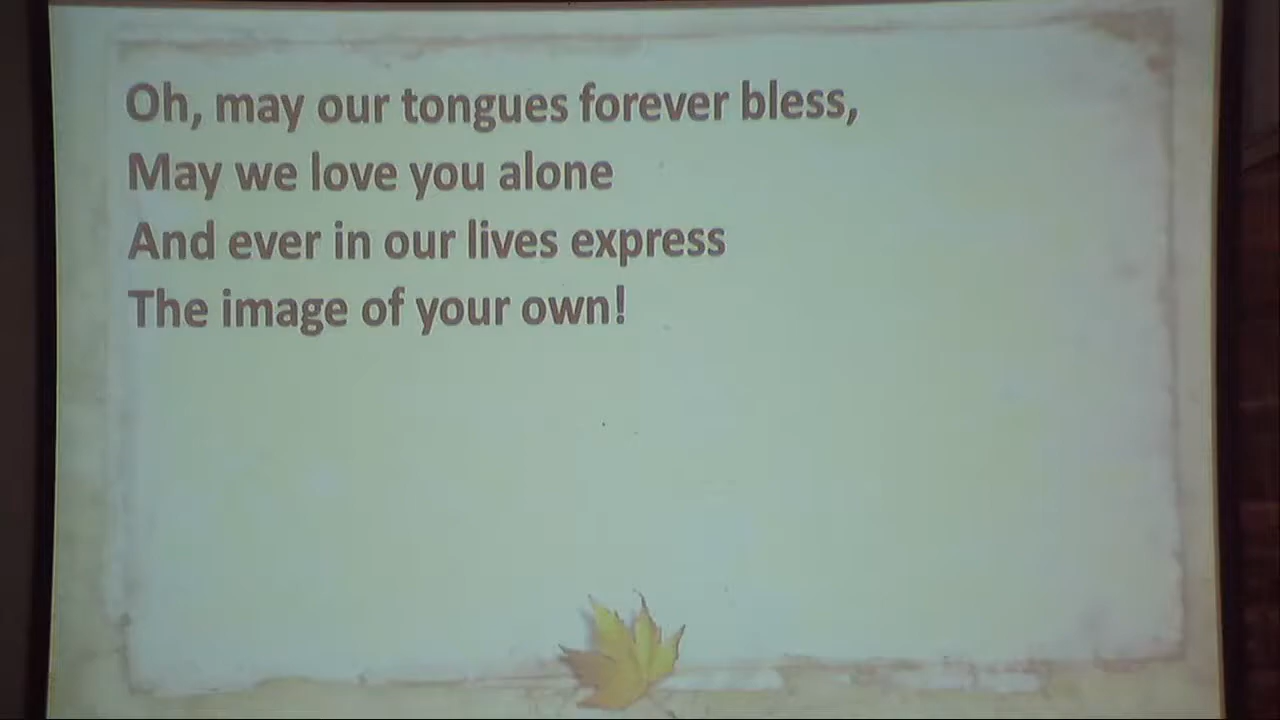 Oh, may our tongues forever bless,
May we love you alone
And ever in our lives express
The image of your own!